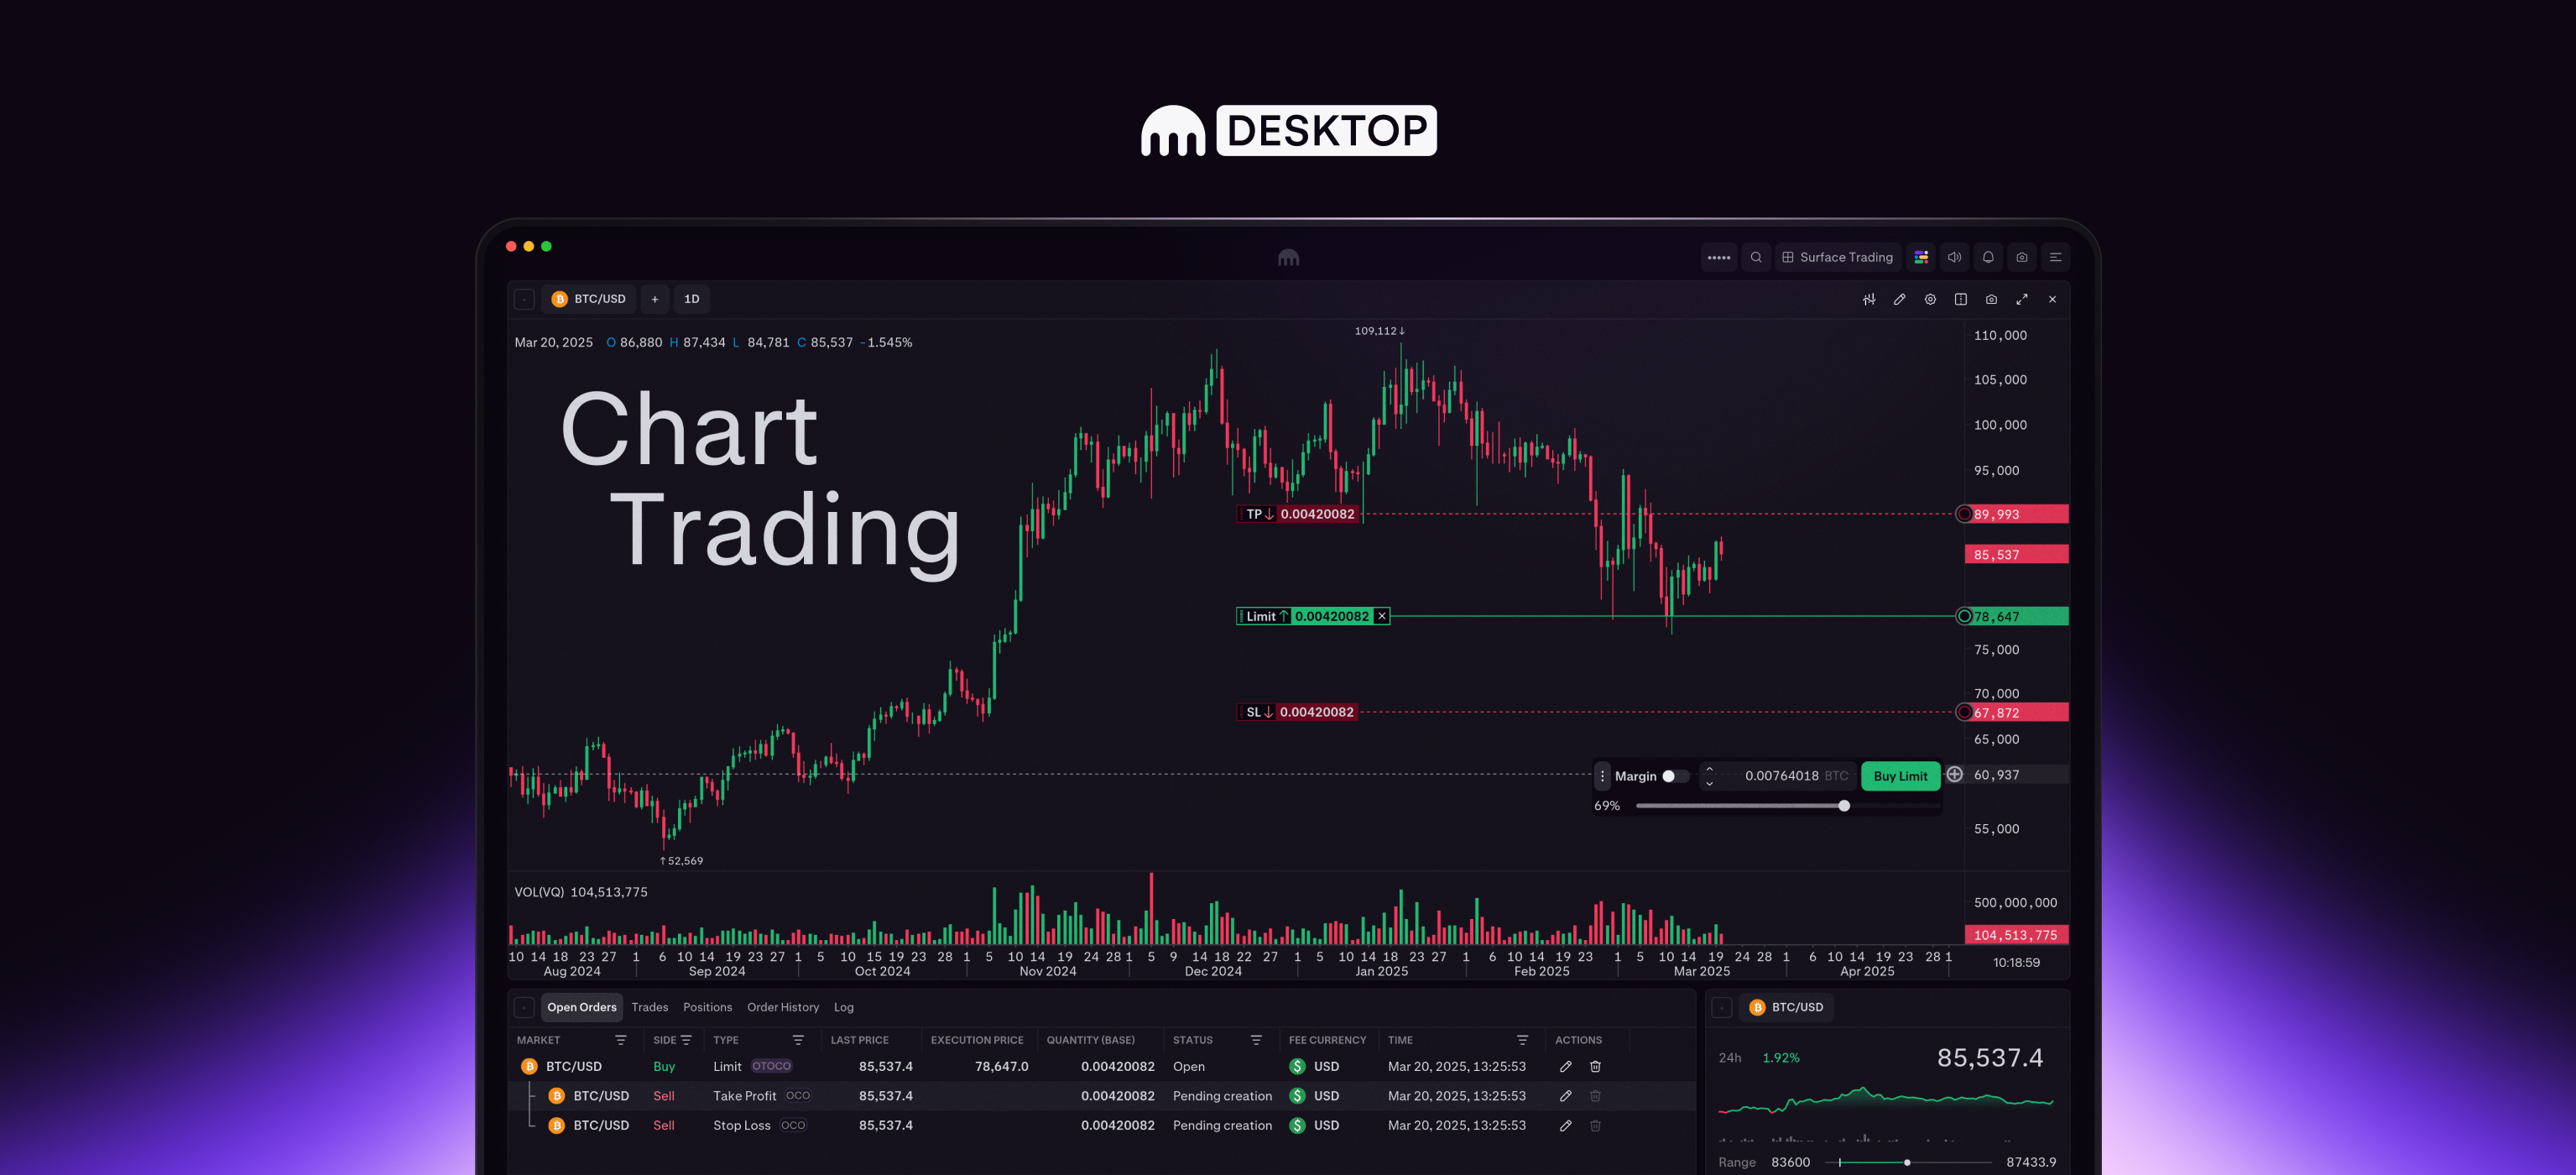 DESKTOP
Surface Trading
BTC/USD + 1D
Mar 20, 2025 O 86,880 H 87,434 L 84,781 C 85,537 -1.545%
109,112↓
110,000
105,000
100,000
95,000
Chart
Trading
TP↓ 0.00420082
89,993
85,537
Limit↑ 0.00420082 ×
78,647
75,000
70,000
SL↓ 0.00420082
67,872
65,000
Margin 0.00764018 BTC Buy Limit
60,937
69%
55,000
↑52,569
VOL(VQ) 104,513,775
500,000,000
104,513,775
10 14 18 23 27 1 6 10 14 19 23 27 1 5 10 15 19 23 28 1 5 10 14 19 24 28 1 5 9 14 18 22 27 1 5 10 14 18 23 27 1 6 10 14 19 23 1 5 10 14 19 24 28 1 6 10 14 19 23 28 1
Aug 2024 Sep 2024 Oct 2024 Nov 2024 Dec 2024 Jan 2025 Feb 2025 Mar 2025 Apr 2025
10:18:59
Open Orders Trades Positions Order History Log
MARKET SIDE TYPE LAST PRICE EXECUTION PRICE QUANTITY (BASE) STATUS FEE CURRENCY TIME ACTIONS
BTC/USD Buy Limit OTOCO 85,537.4 78,647.0 0.00420082 Open USD Mar 20, 2025, 13:25:53
BTC/USD Sell Take Profit OCO 85,537.4 0.00420082 Pending creation USD Mar 20, 2025, 13:25:53
BTC/USD Sell Stop Loss OCO 85,537.4 0.00420082 Pending creation USD Mar 20, 2025, 13:25:53
BTC/USD
24h 1.92% 85,537.4
Range 83600 87433.9